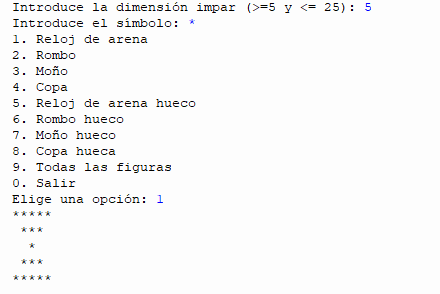 Introduce la dimensión impar (>=5 y <= 25): 5
Introduce el símbolo: *
1. Reloj de arena
2. Rombo
3. Moño
4. Copa
5. Reloj de arena hueco
6. Rombo hueco
7. Moño hueco
8. Copa hueca
9. Todas las figuras
0. Salir
Elige una opción: 1
*****
 ***
  *
 ***
*****